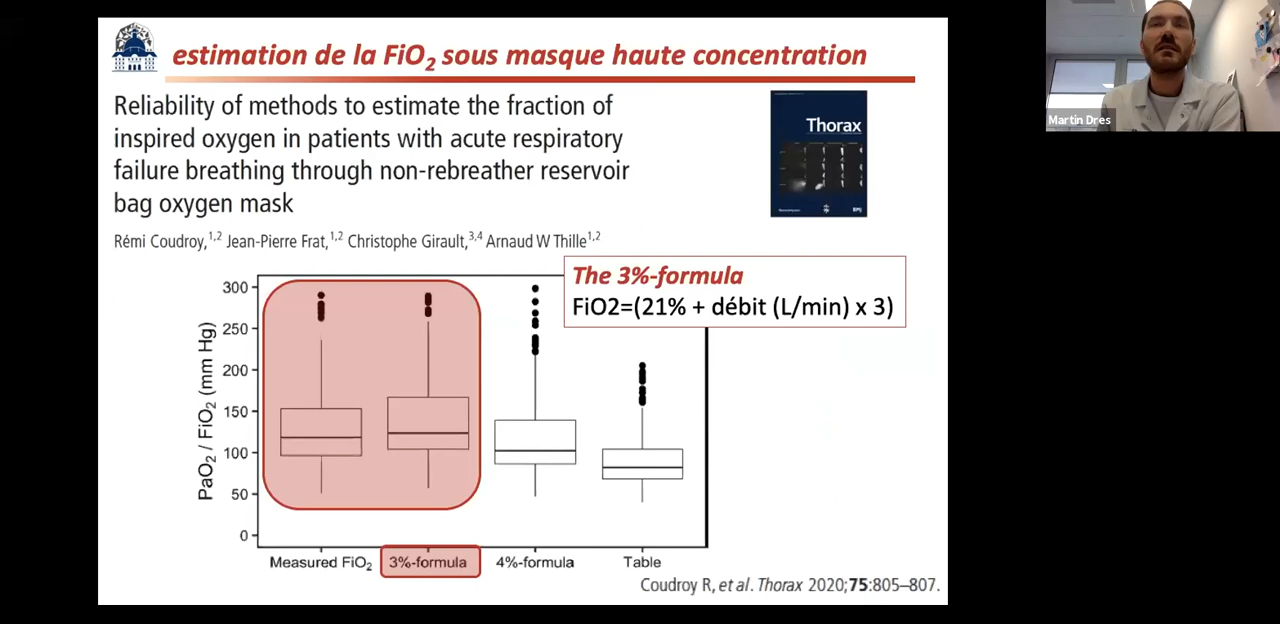 estimation de la FiO₂ sous masque haute concentration
Reliability of methods to estimate the fraction of
inspired oxygen in patients with acute respiratory
failure breathing through non-rebreather reservoir
bag oxygen mask
Rémi Coudroy,1,2 Jean-Pierre Frat,1,2 Christophe Girault,3,4 Arnaud W Thille1,2
Thorax
BMJ
Martin Dres
The 3%-formula
FiO2=(21% + débit (L/min) x 3)
PaO₂ / FiO₂ (mm Hg)
300
250
200
150
100
50
0
Measured FiO₂ 3%-formula 4%-formula Table
Coudroy R, et al. Thorax 2020;75:805–807.